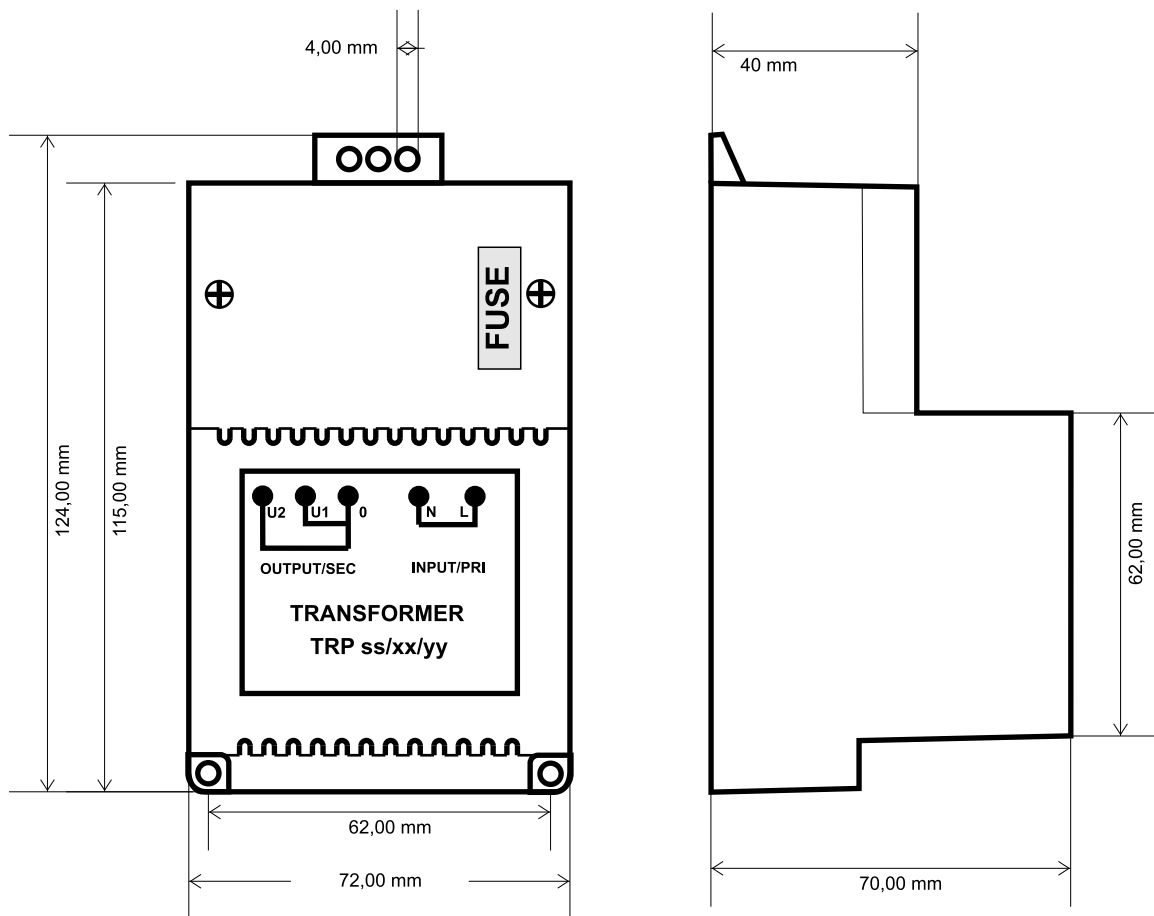 4,00 mm
40 mm
FUSE
124,00 mm
115,00 mm
U2 U1 0 N L
OUTPUT/SEC INPUT/PRI
TRANSFORMER
TRP ss/xx/yy
62,00 mm
62,00 mm
72,00 mm
70,00 mm